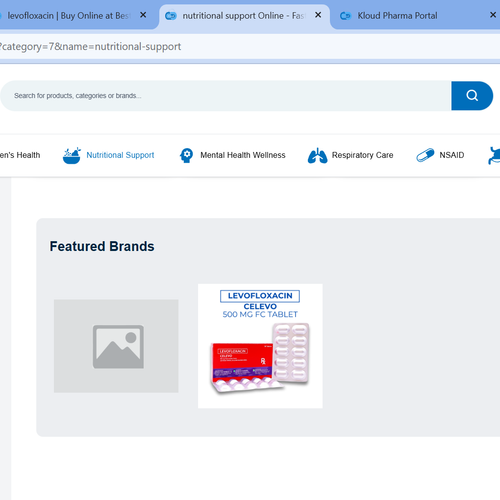 levofloxacin | Buy Online at Bes
nutritional support Online - Fas
Kloud Pharma Portal
?category=7&name=nutritional-support
Search for products, categories or brands...
en's Health
Nutritional Support
Mental Health Wellness
Respiratory Care
NSAID
Featured Brands
LEVOFLOXACIN
CELEVO
500 MG FC TABLET
LEVOFLOXACIN
CELEVO